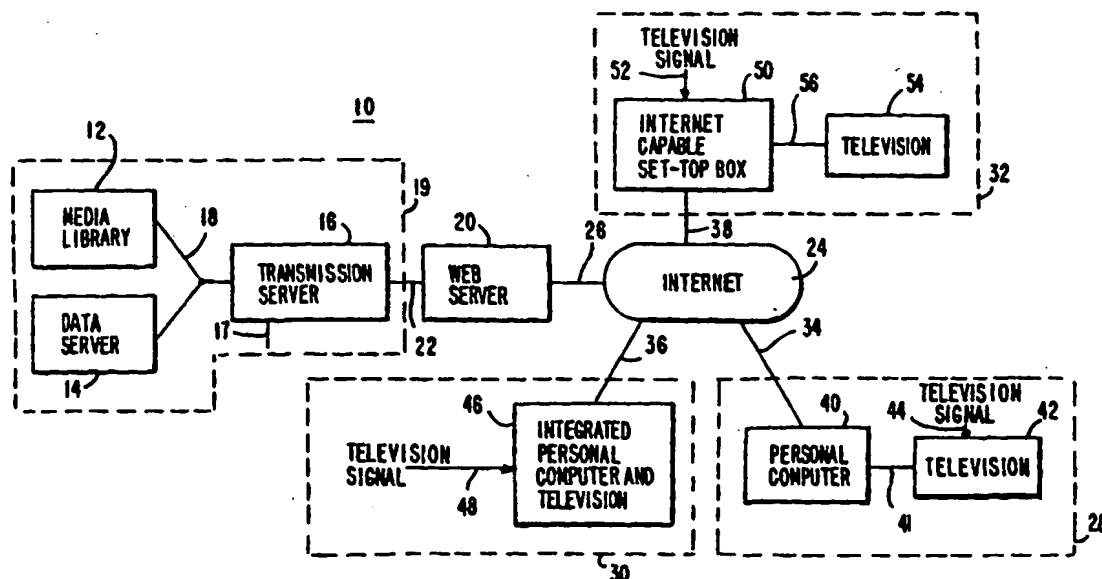 10
12
MEDIA
LIBRARY
18
DATA
SERVER
14
16
TRANSMISSION
SERVER
17
19
20
WEB
SERVER
22
26
INTERNET
24
TELEVISION
SIGNAL
52
50
INTERNET
CAPABLE
SET-TOP BOX
56
54
TELEVISION
32
38
36
34
46
INTEGRATED
PERSONAL
COMPUTER AND
TELEVISION
TELEVISION
SIGNAL
48
30
40
PERSONAL
COMPUTER
41
TELEVISION
SIGNAL
44
42
TELEVISION
28